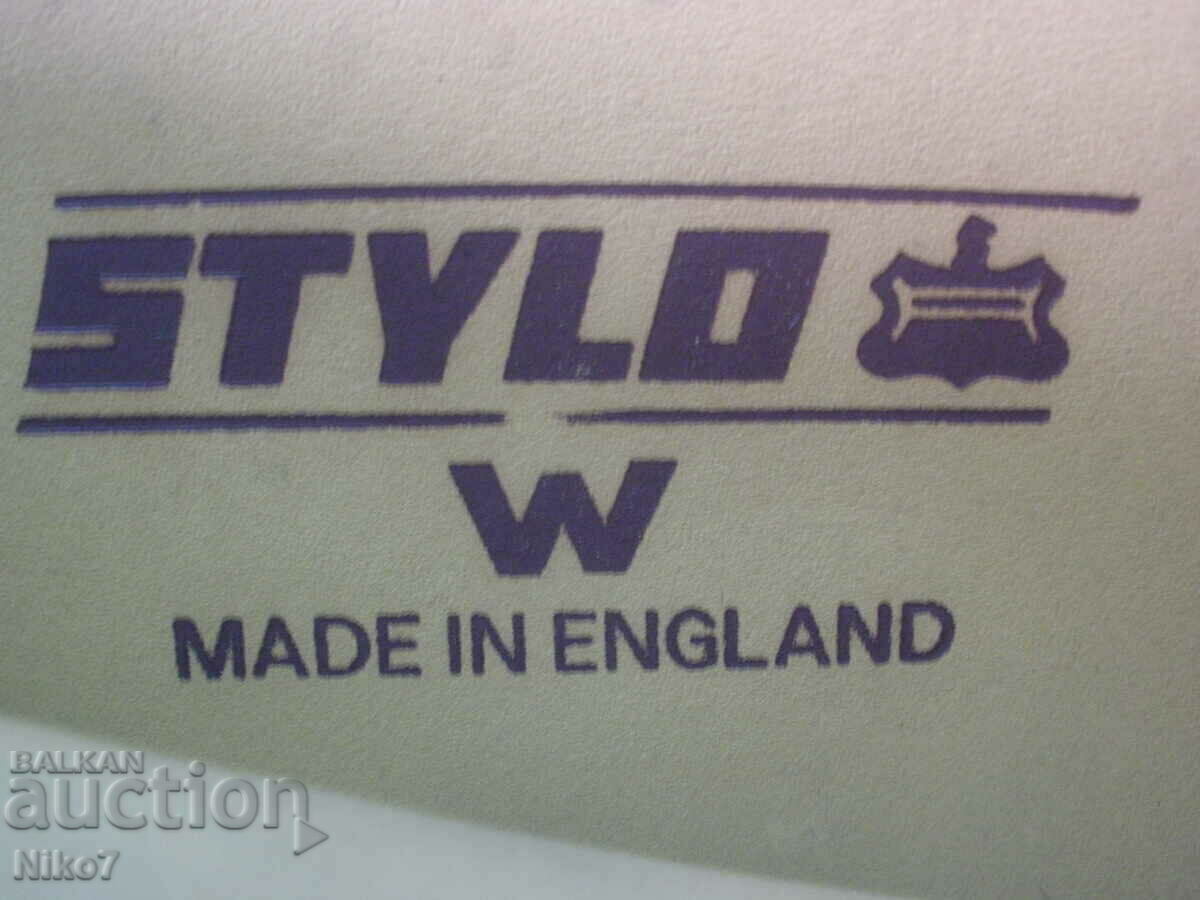 STYLO
W
MADE IN ENGLAND
BALKAN
auction
Niko7